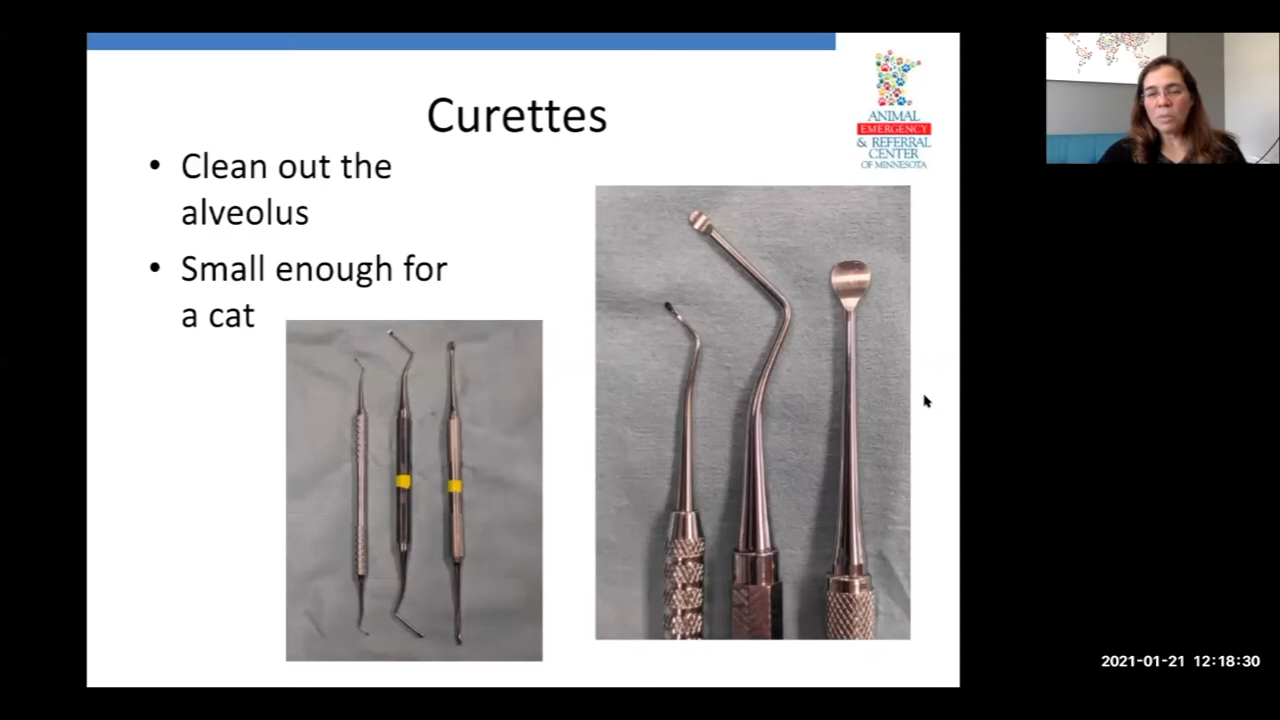 Curettes
• Clean out the
alveolus
• Small enough for
a cat
ANIMAL
EMERGENCY
& REFERRAL
CENTER
OF MINNESOTA
2021-01-21 12:18:30